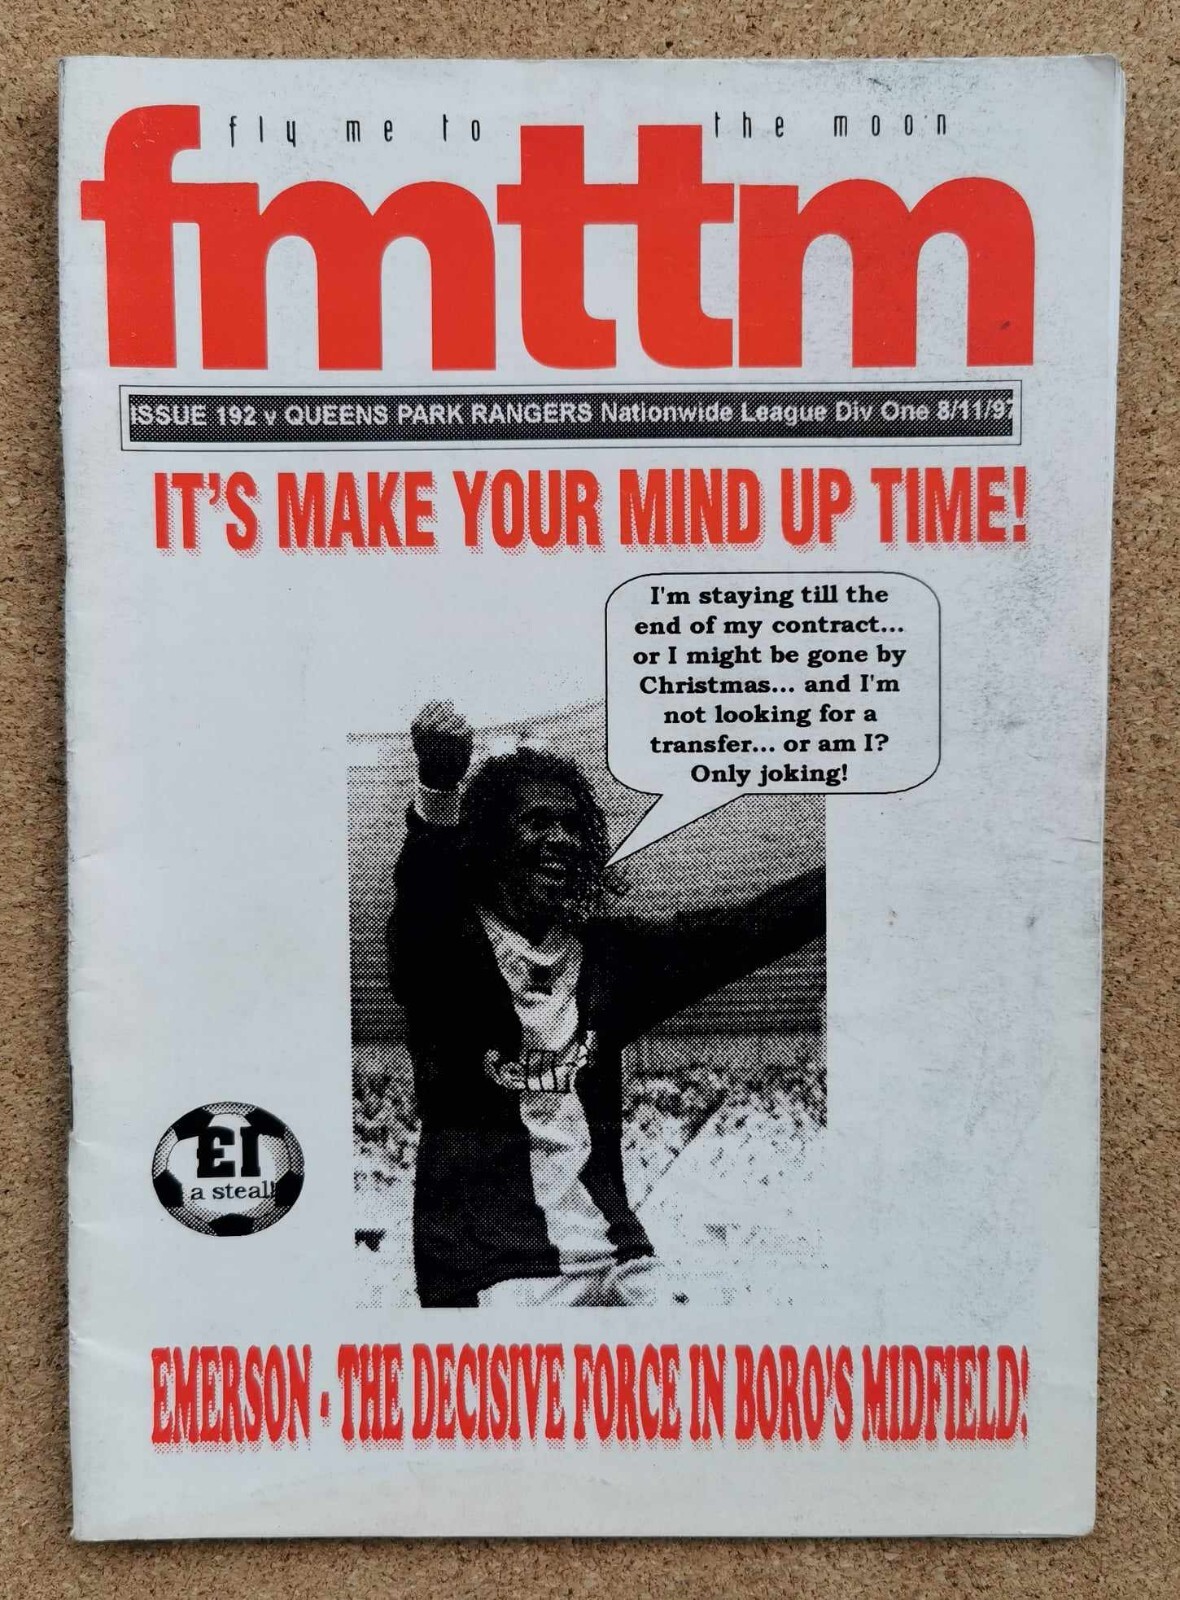 fly me to the moon
fmttm
ISSUE 192 v QUEENS PARK RANGERS Nationwide League Div One 8/11/97
IT'S MAKE YOUR MIND UP TIME!
I'm staying till the
end of my contract...
or I might be gone by
Christmas... and I'm
not looking for a
transfer... or am I?
Only joking!
£1
a steal!
EMERSON - THE DECISIVE FORCE IN BORO'S MIDFIELD!